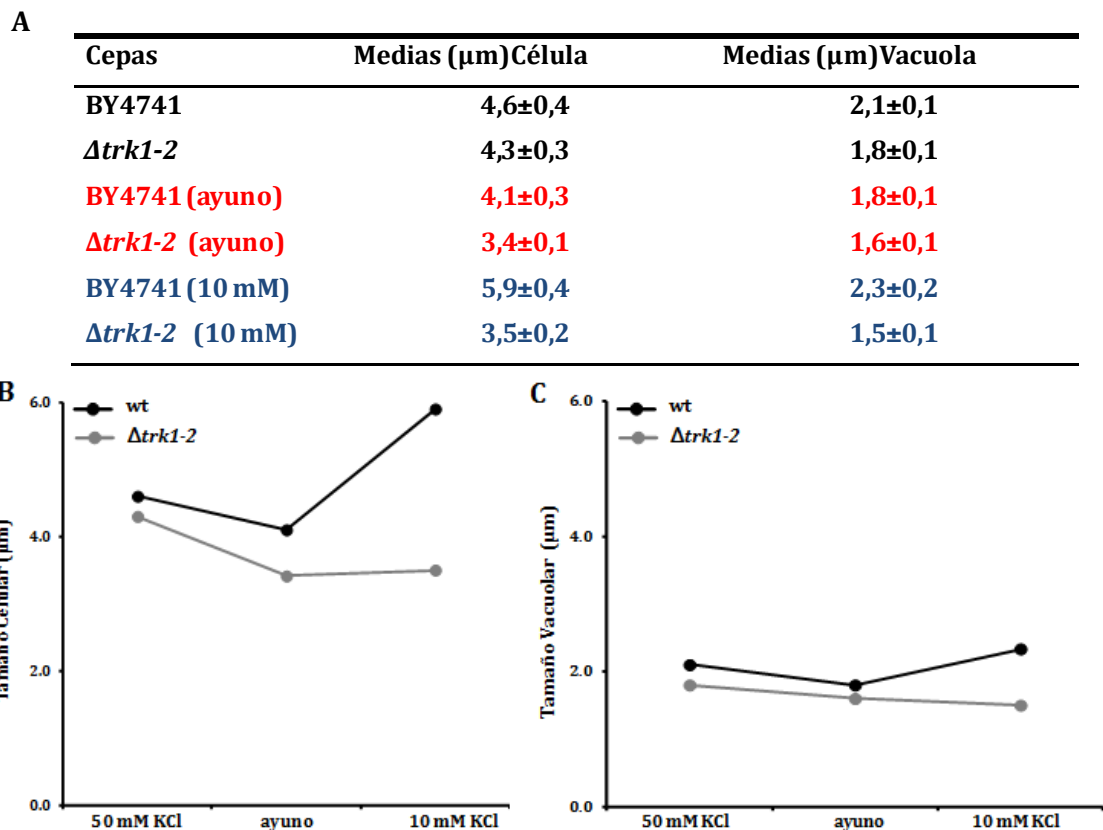 A
Cepas Medias (µm)Célula Medias (µm)Vacuola
BY4741 4,6±0,4 2,1±0,1
Δtrk1-2 4,3±0,3 1,8±0,1
BY4741 (ayuno) 4,1±0,3 1,8±0,1
Δtrk1-2 (ayuno) 3,4±0,1 1,6±0,1
BY4741 (10 mM) 5,9±0,4 2,3±0,2
Δtrk1-2 (10 mM) 3,5±0,2 1,5±0,1
B
6.0
4.0
2.0
0.0
Tamaño Celular (µm)
wt
Δtrk1-2
50 mM KCl ayuno 10 mM KCl
C
6.0
4.0
2.0
0.0
Tamaño Vacuolar (µm)
wt
Δtrk1-2
50 mM KCl ayuno 10 mM KCl